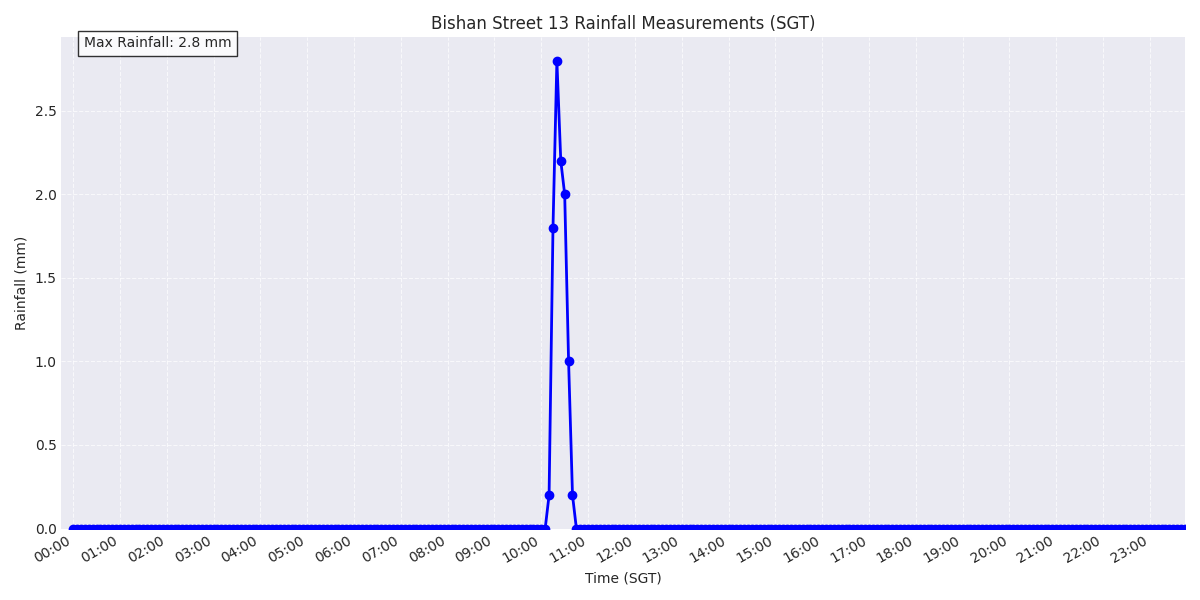 Bishan Street 13 Rainfall Measurements (SGT)
Max Rainfall: 2.8 mm
Rainfall (mm)
2.5
2.0
1.5
1.0
0.5
0.0
00:00 01:00 02:00 03:00 04:00 05:00 06:00 07:00 08:00 09:00 10:00 11:00 12:00 13:00 14:00 15:00 16:00 17:00 18:00 19:00 20:00 21:00 22:00 23:00
Time (SGT)